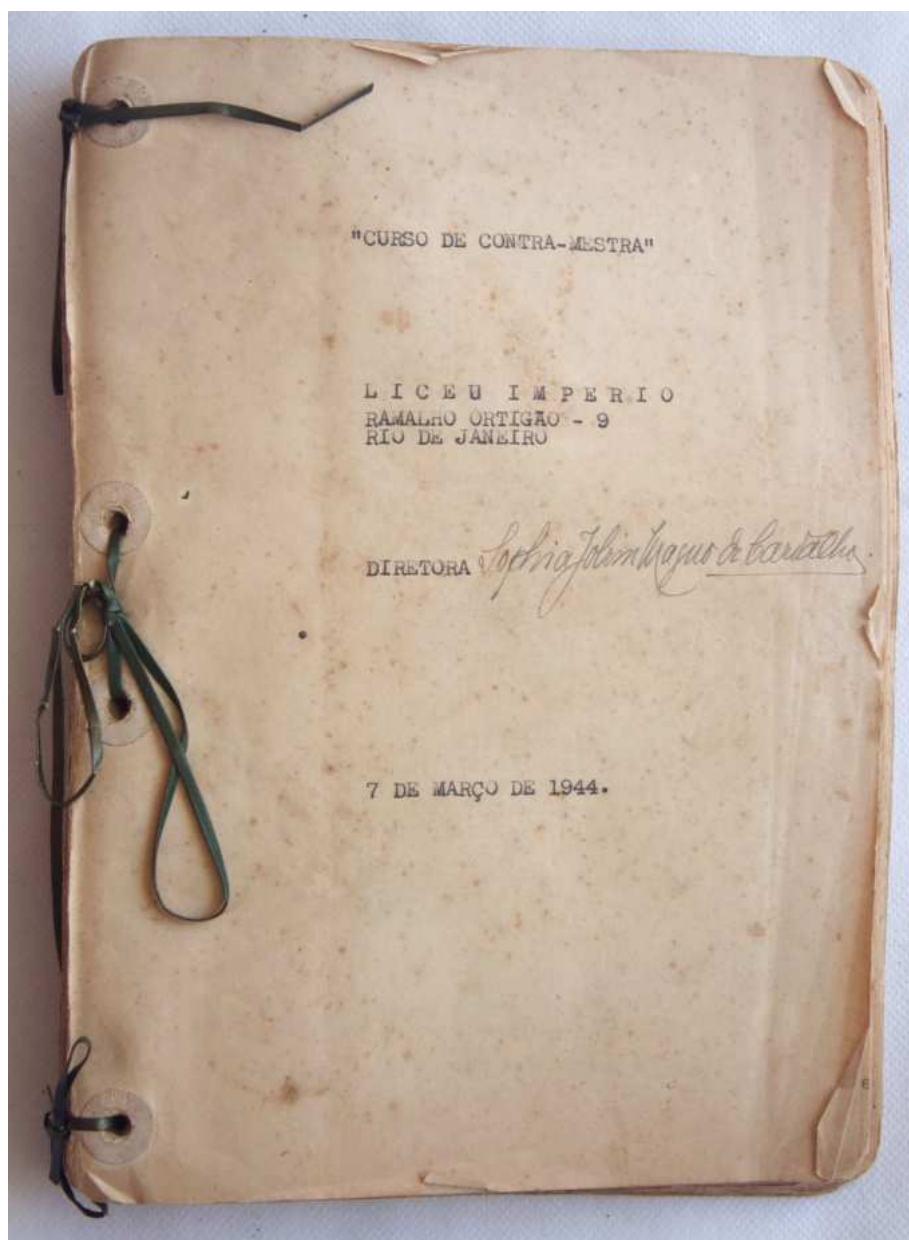 "CURSO DE CONTRA-MESTRA"
L I C E U I M P E R I O
RAMALHO ORTIGÃO - 9
RIO DE JANEIRO
DIRETORA Sophia Jobim Magno de Carvalho.
7 DE MARÇO DE 1944.